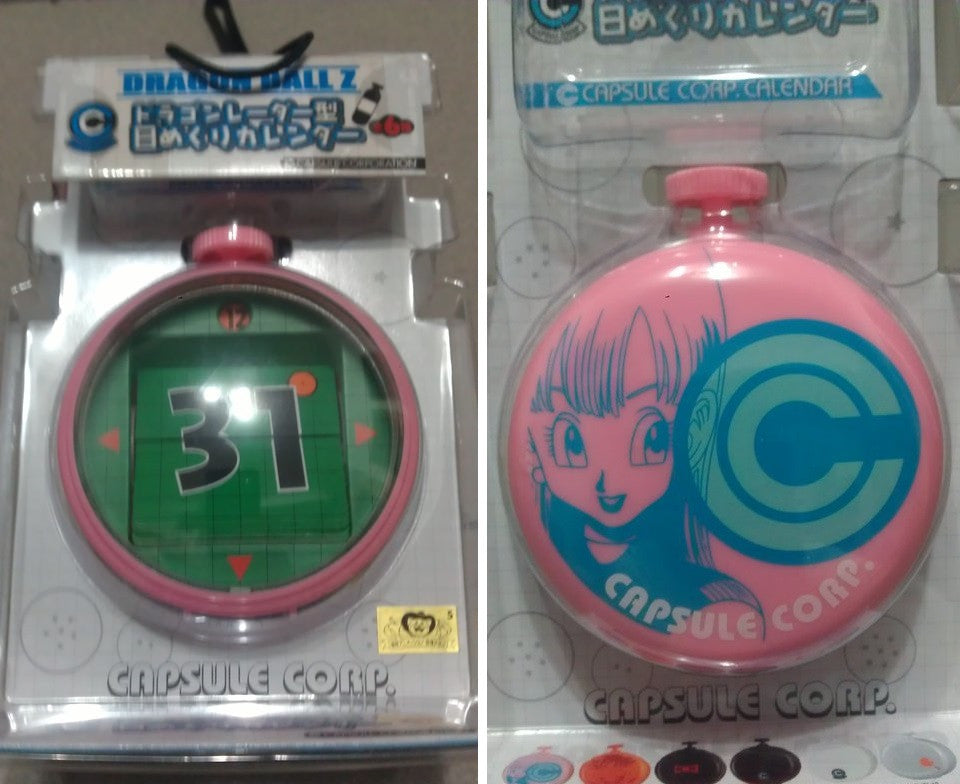 DRAGON BALL Z
ドラゴンレーダー型
日めくりカレンダー
全6
12
31
CAPSULE CORP.
日めくりカレンダー
CAPSULE CORP. CALENDAR
CAPSULE CORP.
CAPSULE CORP.